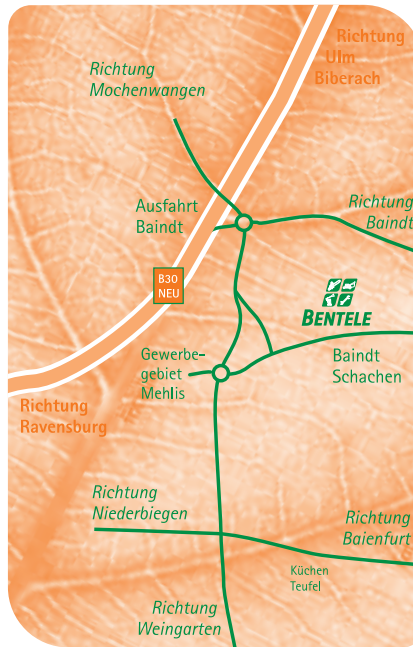 Richtung
Ulm
Biberach
Richtung
Mochenwangen
Ausfahrt
Baindt
Richtung
Baindt
B30
NEU
BENTELE
Gewerbe-
gebiet
Mehlis
Baindt
Schachen
Richtung
Ravensburg
Richtung
Niederbiegen
Richtung
Baienfurt
Küchen
Teufel
Richtung
Weingarten